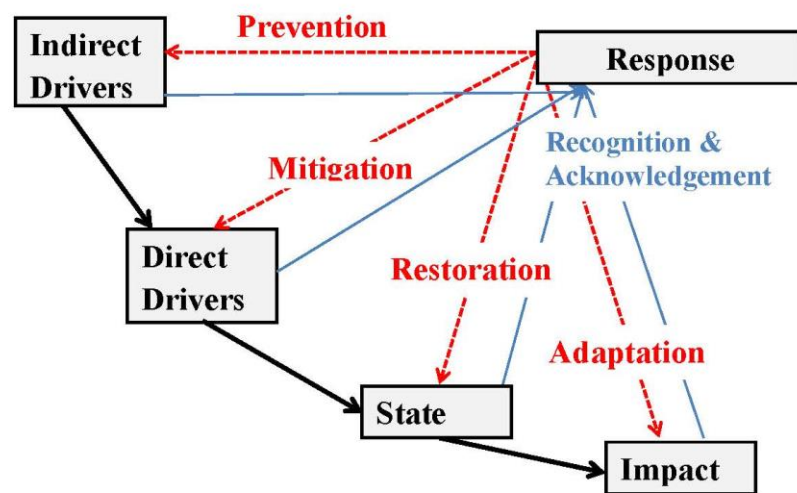 Prevention
Indirect
Drivers
Response
Recognition &
Acknowledgement
Mitigation
Direct
Drivers
Restoration
Adaptation
State
Impact